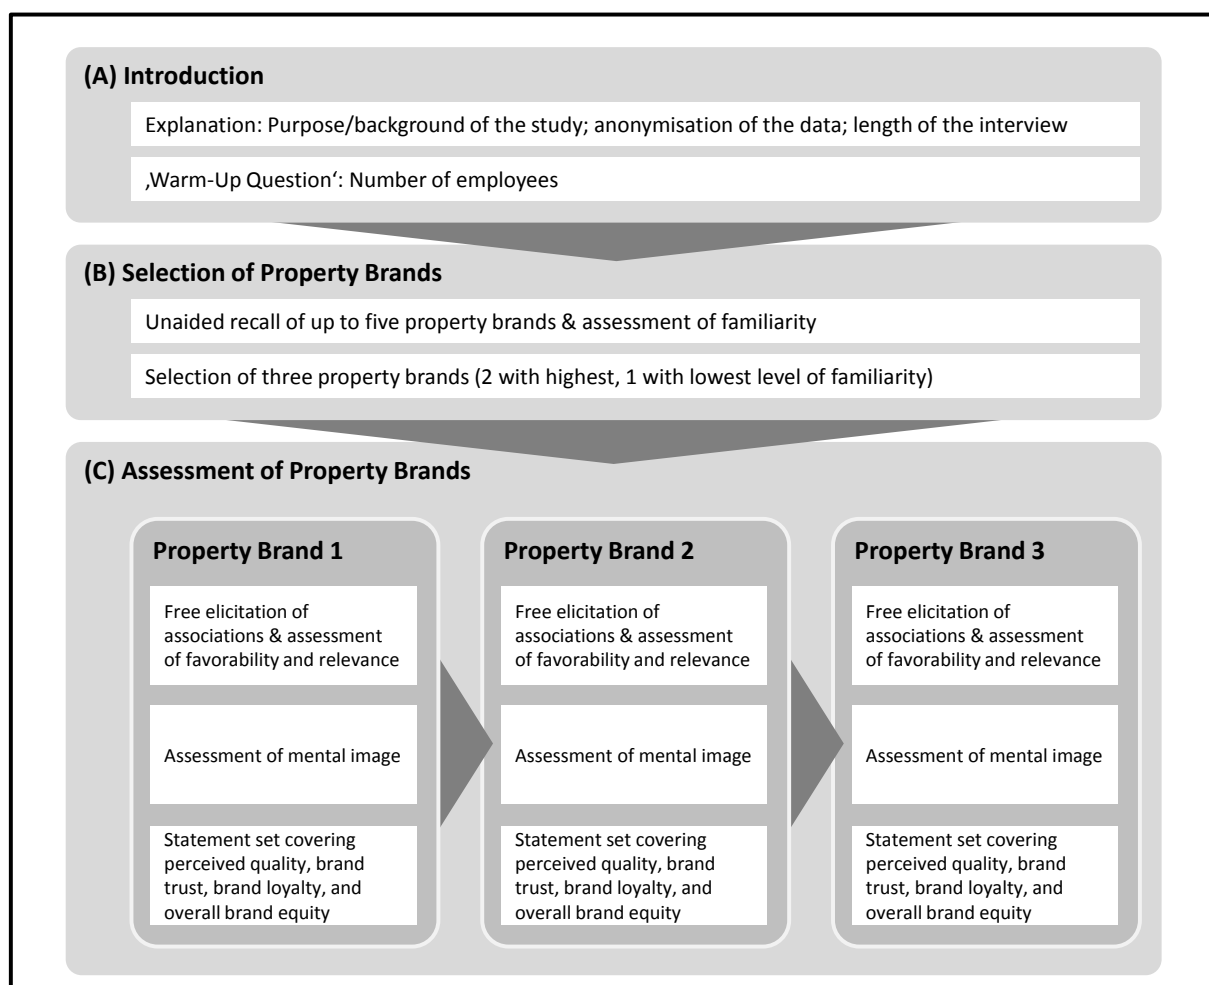 (A) Introduction
Explanation: Purpose/background of the study; anonymisation of the data; length of the interview
‚Warm-Up Question‘: Number of employees
(B) Selection of Property Brands
Unaided recall of up to five property brands & assessment of familiarity
Selection of three property brands (2 with highest, 1 with lowest level of familiarity)
(C) Assessment of Property Brands
Property Brand 1
Free elicitation of
associations & assessment
of favorability and relevance
Assessment of mental image
Statement set covering
perceived quality, brand
trust, brand loyalty, and
overall brand equity
Property Brand 2
Free elicitation of
associations & assessment
of favorability and relevance
Assessment of mental image
Statement set covering
perceived quality, brand
trust, brand loyalty, and
overall brand equity
Property Brand 3
Free elicitation of
associations & assessment
of favorability and relevance
Assessment of mental image
Statement set covering
perceived quality, brand
trust, brand loyalty, and
overall brand equity